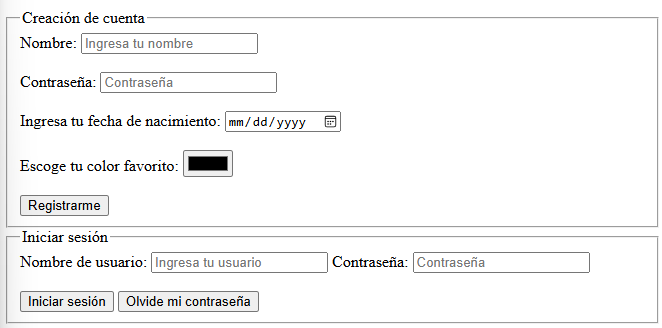 Creación de cuenta
Nombre: Ingresa tu nombre
Contraseña: Contraseña
Ingresa tu fecha de nacimiento: mm/dd/yyyy
Escoge tu color favorito:
Registrarme
Iniciar sesión
Nombre de usuario: Ingresa tu usuario Contraseña: Contraseña
Iniciar sesión Olvide mi contraseña